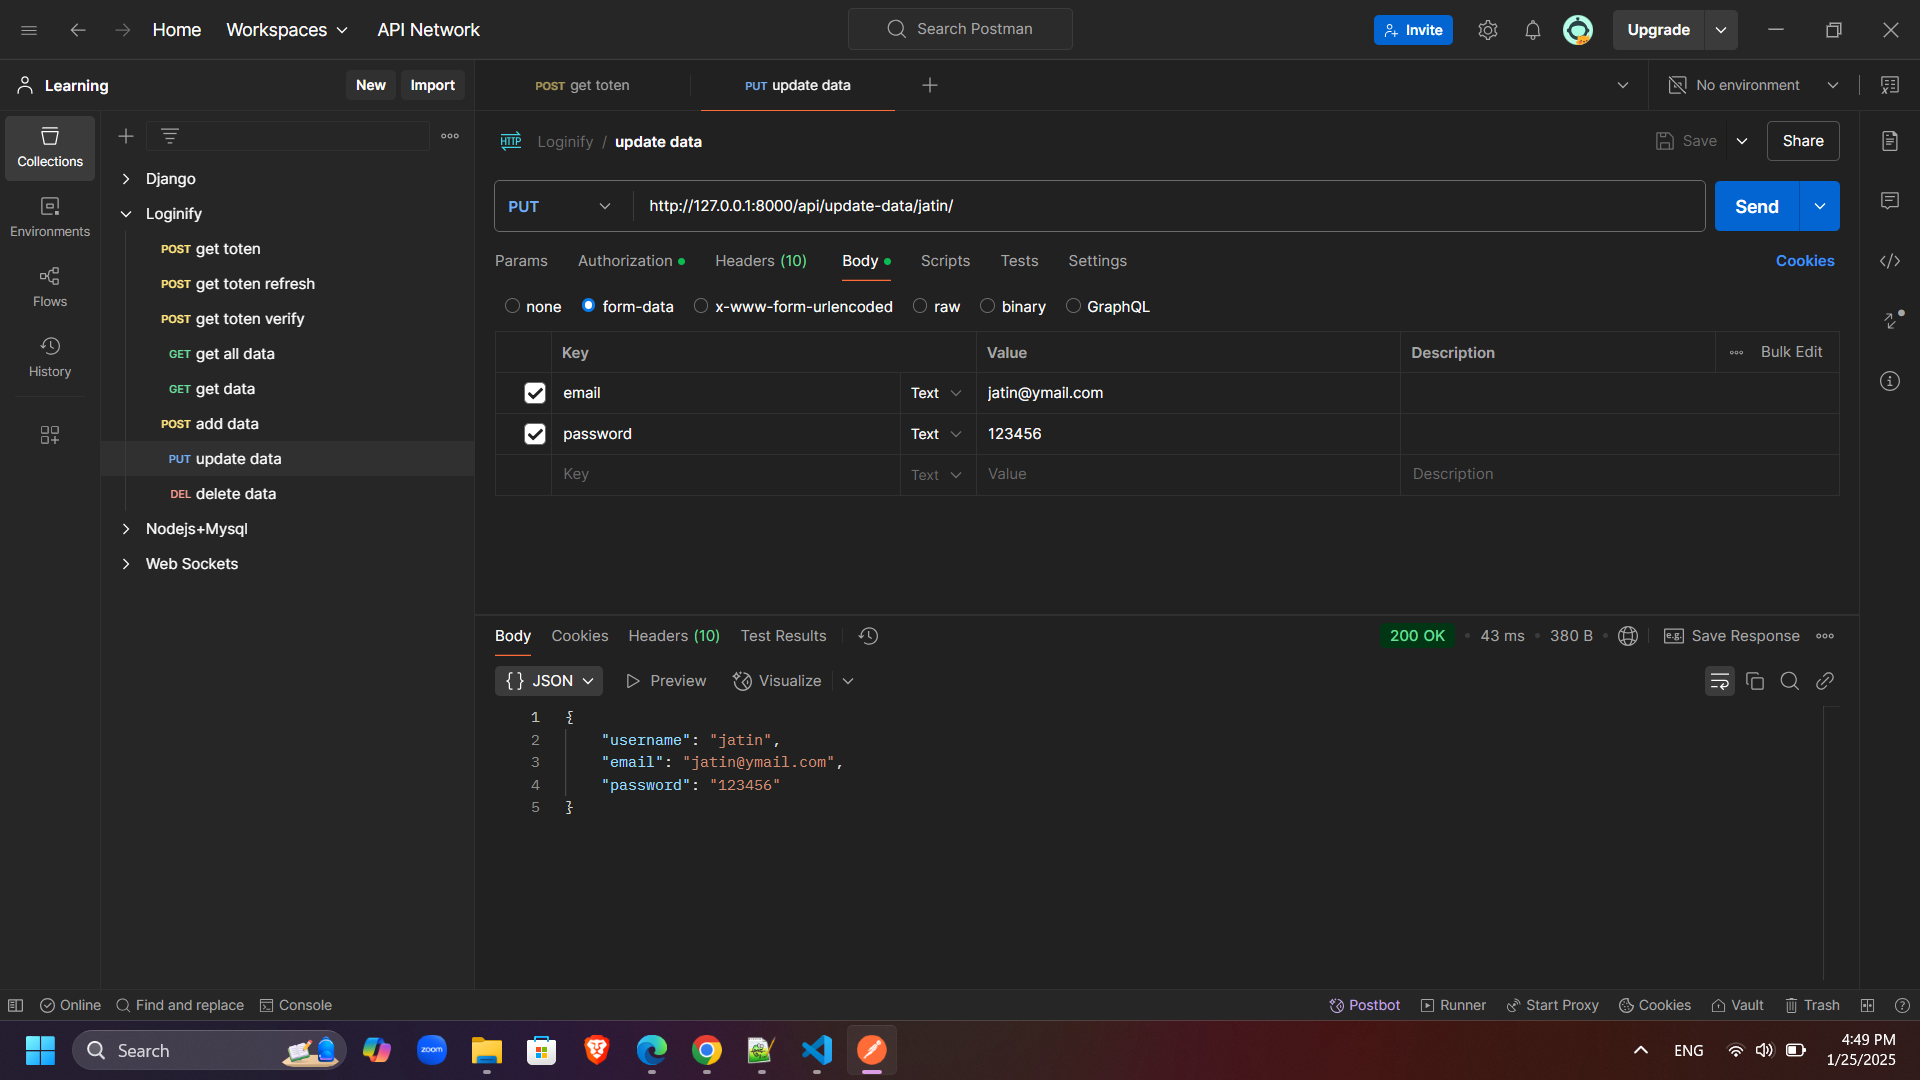 Home Workspaces API Network Search Postman Invite Upgrade
Learning New Import POST get toten PUT update data No environment
Collections
HTTP Loginify / update data Save Share
Django
Loginify
PUT http://127.0.0.1:8000/api/update-data/jatin/ Send
Environments
POST get toten
Params Authorization Headers (10) Body Scripts Tests Settings Cookies
POST get toten refresh
Flows
none form-data x-www-form-urlencoded raw binary GraphQL
POST get toten verify
Key Value Description Bulk Edit
GET get all data
History
GET get data
email Text jatin@ymail.com
POST add data
password Text 123456
PUT update data
Key Text Value Description
DEL delete data
Nodejs+Mysql
Web Sockets
Body Cookies Headers (10) Test Results 200 OK 43 ms 380 B e.g. Save Response
{} JSON Preview Visualize
1 {
2 "username": "jatin",
3 "email": "jatin@ymail.com",
4 "password": "123456"
5 }
Online Find and replace Console Postbot Runner Start Proxy Cookies Vault Trash
Search zoom ENG 4:49 PM
1/25/2025